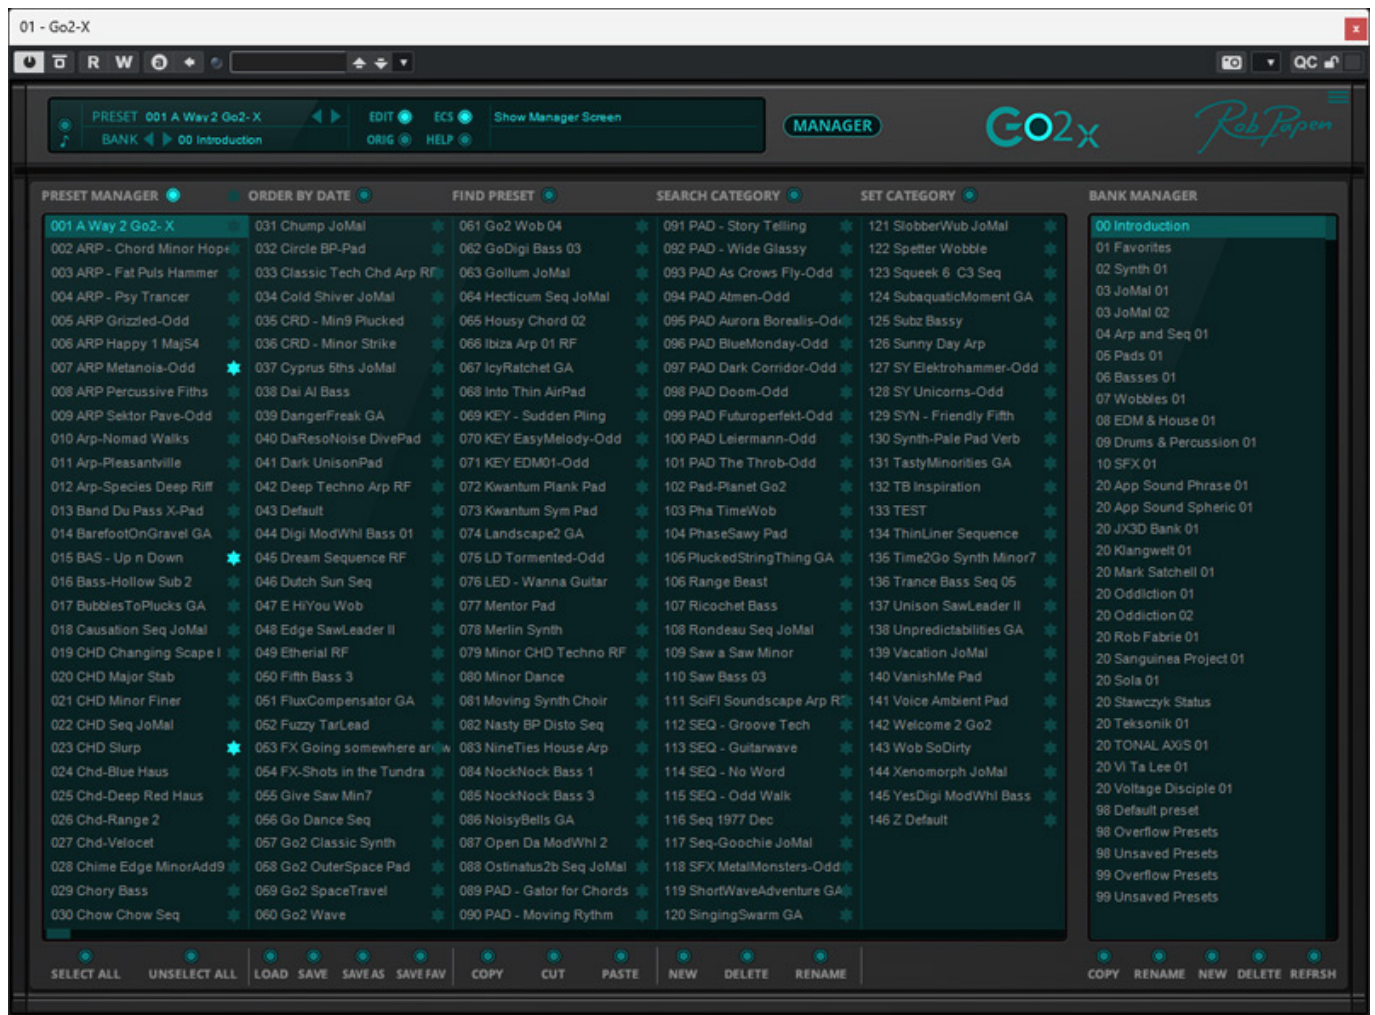 01 - Go2-X
R W
QC
PRESET 001 A Way 2 Go2- X
EDIT ECS
Show Manager Screen
BANK 00 Introduction
ORIG HELP
MANAGER
GO2X
Rob Papen
PRESET MANAGER ORDER BY DATE FIND PRESET SEARCH CATEGORY SET CATEGORY BANK MANAGER
001 A Way 2 Go2- X
002 ARP - Chord Minor Hope
003 ARP - Fat Puls Hammer
004 ARP - Psy Trancer
005 ARP Grizzled-Odd
006 ARP Happy 1 MajS4
007 ARP Metanoia-Odd
008 ARP Percussive Fiths
009 ARP Sektor Pave-Odd
010 Arp-Nomad Walks
011 Arp-Pleasantville
012 Arp-Species Deep Riff
013 Band Du Pass X-Pad
014 BarefootOnGravel GA
015 BAS - Up n Down
016 Bass-Hollow Sub 2
017 BubblesToPlucks GA
018 Causation Seq JoMal
019 CHD Changing Scape I
020 CHD Major Stab
021 CHD Minor Finer
022 CHD Seq JoMal
023 CHD Slurp
024 Chd-Blue Haus
025 Chd-Deep Red Haus
026 Chd-Range 2
027 Chd-Velocet
028 Chime Edge MinorAdd9
029 Chory Bass
030 Chow Chow Seq
031 Chump JoMal
032 Circle BP-Pad
033 Classic Tech Chd Arp RF
034 Cold Shiver JoMal
035 CRD - Min9 Plucked
036 CRD - Minor Strike
037 Cyprus 5ths JoMal
038 Dai Al Bass
039 DangerFreak GA
040 DaResoNoise DivePad
041 Dark UnisonPad
042 Deep Techno Arp RF
043 Default
044 Digi ModWhl Bass 01
045 Dream Sequence RF
046 Dutch Sun Seq
047 E HiYou Wob
048 Edge SawLeader II
049 Etherial RF
050 Fifth Bass 3
051 FluxCompensator GA
052 Fuzzy TarLead
053 FX Going somewhere
054 FX-Shots in the Tundra
055 Give Saw Min7
056 Go Dance Seq
057 Go2 Classic Synth
058 Go2 OuterSpace Pad
059 Go2 SpaceTravel
060 Go2 Wave
061 Go2 Wob 04
062 GoDigi Bass 03
063 Gollum JoMal
064 Hecticum Seq JoMal
065 Housy Chord 02
066 Ibiza Arp 01 RF
067 IcyRatchet GA
068 Into Thin AirPad
069 KEY - Sudden Pling
070 KEY EasyMelody-Odd
071 KEY EDM01-Odd
072 Kwantum Plank Pad
073 Kwantum Sym Pad
074 Landscape2 GA
075 LD Tormented-Odd
076 LED - Wanna Guitar
077 Mentor Pad
078 Merlin Synth
079 Minor CHD Techno RF
080 Minor Dance
081 Moving Synth Choir
082 Nasty BP Disto Seq
083 NineTies House Arp
084 NockNock Bass 1
085 NockNock Bass 3
086 NoisyBells GA
087 Open Da ModWhl 2
088 Ostinatus2b Seq JoMal
089 PAD - Gator for Chords
090 PAD - Moving Rythm
091 PAD - Story Telling
092 PAD - Wide Glassy
093 PAD As Crows Fly-Odd
094 PAD Atmen-Odd
095 PAD Aurora Borealis-Odd
096 PAD BlueMonday-Odd
097 PAD Dark Corridor-Odd
098 PAD Doom-Odd
099 PAD Futuroperfekt-Odd
100 PAD Leiermann-Odd
101 PAD The Throb-Odd
102 Pad-Planet Go2
103 Pha TimeWob
104 PhaseSawy Pad
105 PluckedStringThing GA
106 Range Beast
107 Ricochet Bass
108 Rondeau Seq JoMal
109 Saw a Saw Minor
110 Saw Bass 03
111 SciFI Soundscape Arp RF
112 SEQ - Groove Tech
113 SEQ - Guitarwave
114 SEQ - No Word
115 SEQ - Odd Walk
116 Seq 1977 Dec
117 Seq-Goochie JoMal
118 SFX MetalMonsters-Odd
119 ShortWaveAdventure GA
120 SingingSwarm GA
121 SlobberWub JoMal
122 Spetter Wobble
123 Squeek 6 C3 Seq
124 SubaquaticMoment GA
125 Subz Bassy
126 Sunny Day Arp
127 SY Elektrohammer-Odd
128 SY Unicorns-Odd
129 SYN - Friendly Fifth
130 Synth-Pale Pad Verb
131 TastyMinorities GA
132 TB Inspiration
133 TEST
134 ThinLiner Sequence
135 Time2Go Synth Minor7
136 Trance Bass Seq 05
137 Unison SawLeader II
138 Unpredictabilities GA
139 Vacation JoMal
140 VanishMe Pad
141 Voice Ambient Pad
142 Welcome 2 Go2
143 Wob SoDirty
144 Xenomorph JoMal
145 YesDigi ModWhl Bass
146 Z Default
00 Introduction
01 Favorites
02 Synth 01
03 JoMal 01
03 JoMal 02
04 Arp and Seq 01
05 Pads 01
06 Basses 01
07 Wobbles 01
08 EDM & House 01
09 Drums & Percussion 01
10 SFX 01
20 App Sound Phrase 01
20 App Sound Spheric 01
20 JX3D Bank 01
20 Klangwelt 01
20 Mark Satchell 01
20 Oddiction 01
20 Oddiction 02
20 Rob Fabrie 01
20 Sanguinea Project 01
20 Sola 01
20 Stawczyk Status
20 Teksonik 01
20 TONAL AXiS 01
20 Vi Ta Lee 01
20 Voltage Disciple 01
98 Default preset
98 Overflow Presets
98 Unsaved Presets
99 Overflow Presets
99 Unsaved Presets
SELECT ALL UNSELECT ALL LOAD SAVE SAVE AS SAVE FAV COPY CUT PASTE NEW DELETE RENAME
COPY RENAME NEW DELETE REFRSH